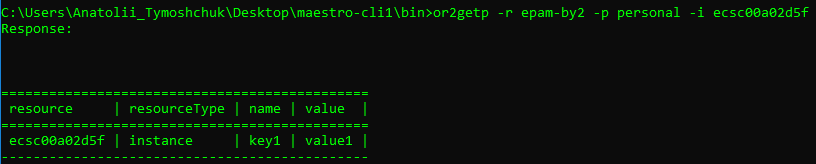 C:\Users\Anatolii_Tymoshchuk\Desktop\maestro-cli1\bin>or2getp -r epam-by2 -p personal -i ecsc00a02d5f
Response:
==============================================
resource | resourceType | name | value |
==============================================
ecsc00a02d5f | instance | key1 | value1 |
----------------------------------------------